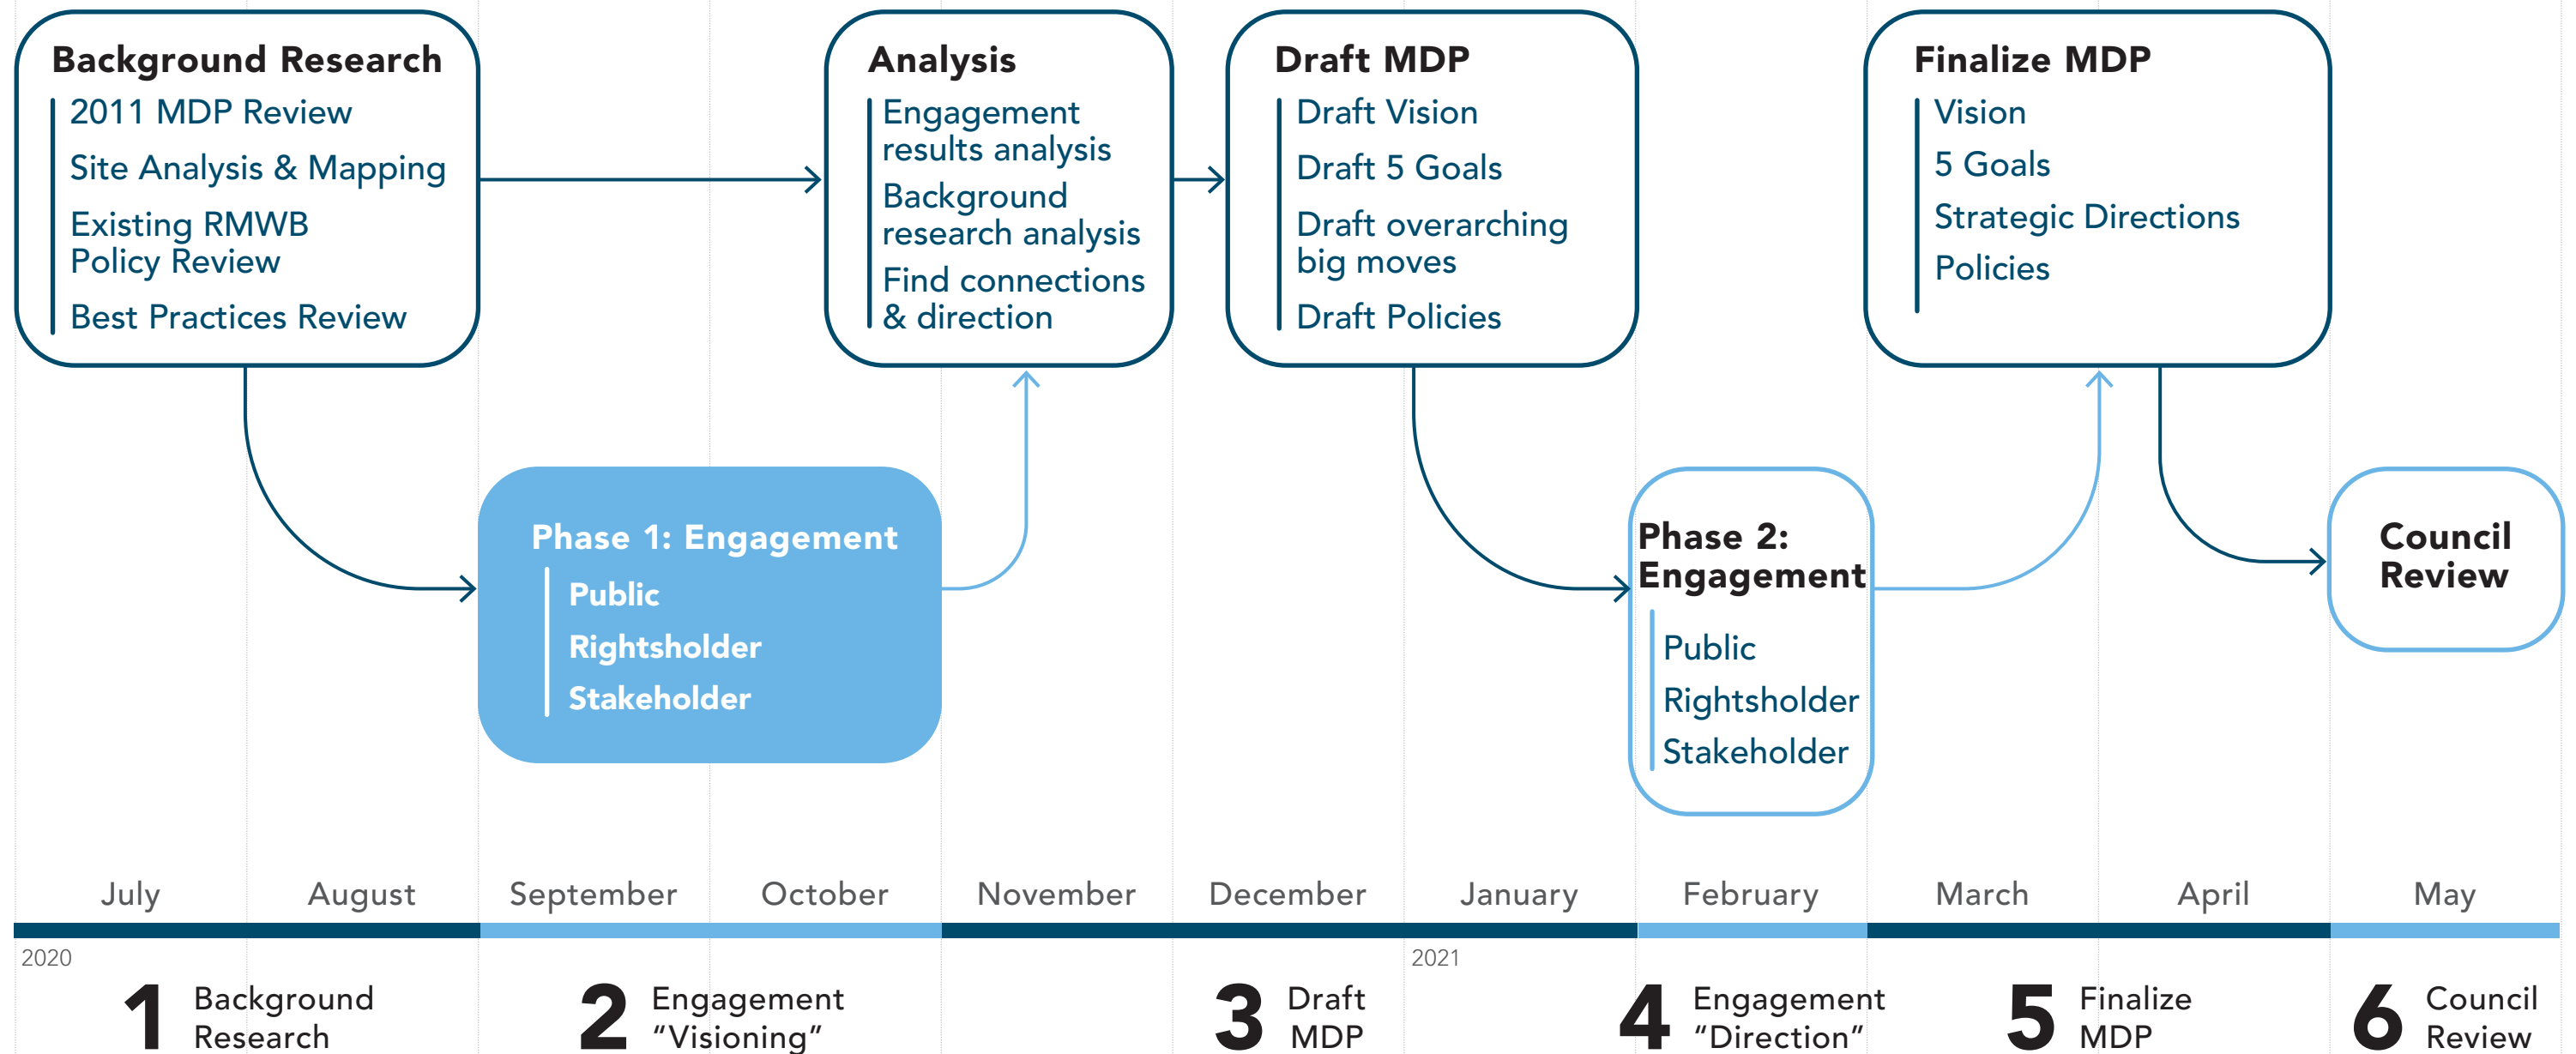 Background Research
2011 MDP Review
Site Analysis & Mapping
Existing RMWB
Policy Review
Best Practices Review
Analysis
Engagement
results analysis
Background
research analysis
Find connections
& direction
Draft MDP
Draft Vision
Draft 5 Goals
Draft overarching
big moves
Draft Policies
Finalize MDP
Vision
5 Goals
Strategic Directions
Policies
Phase 1: Engagement
Public
Rightsholder
Stakeholder
Phase 2:
Engagement
Public
Rightsholder
Stakeholder
Council
Review
July August September October November December January February March April May
2020 2021
1 Background
Research
2 Engagement
“Visioning”
3 Draft
MDP
4 Engagement
“Direction”
5 Finalize
MDP
6 Council
Review